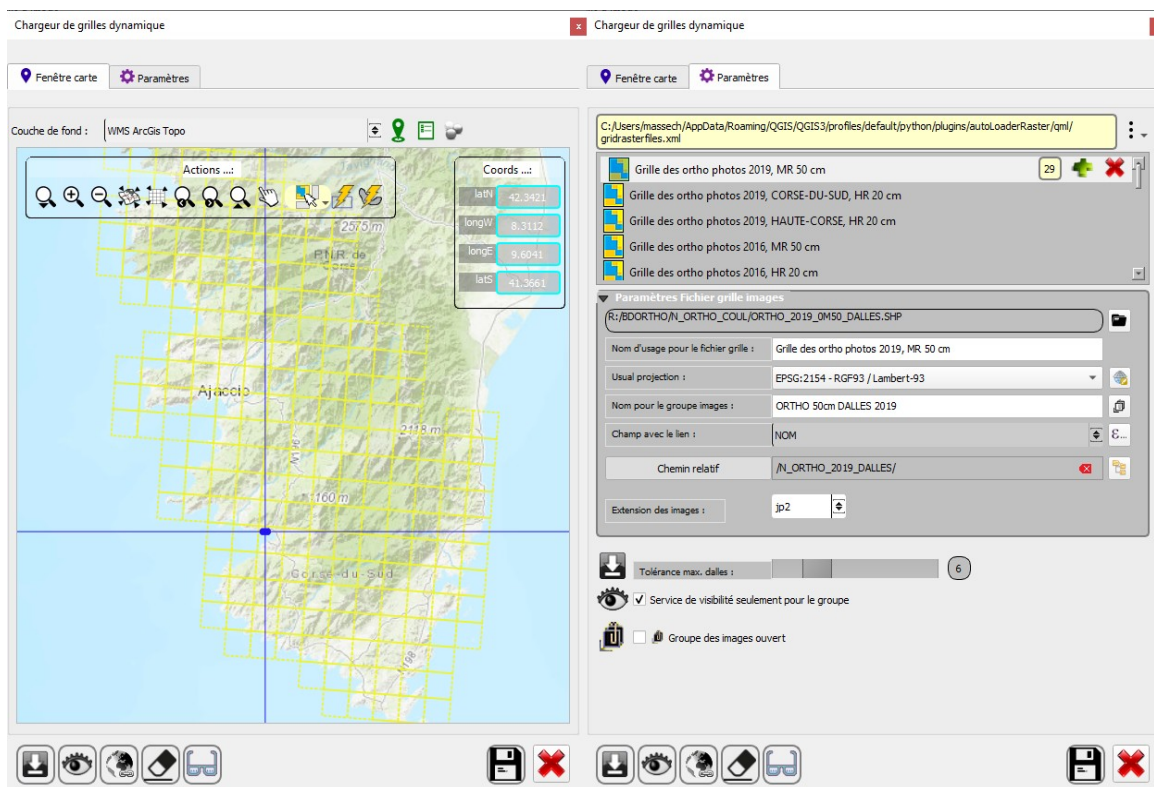 Chargeur de grilles dynamique
x
Fenêtre carte
Paramètres
Couche de fond :
WMS ArcGis Topo
Actions ...:
Coords ...:
latN
42.3421
longW
8.3112
longE
9.6041
latS
41.3661
2575 m
P.N.R. de
Ajaccio
2118 m
160 m
Corse-du-Sud
N198
Chargeur de grilles dynamique
Fenêtre carte
Paramètres
C:/Users/massech/AppData/Roaming/QGIS/QGIS3/profiles/default/python/plugins/autoLoaderRaster/qml/
gridrasterfiles.xml
Grille des ortho photos 2019, MR 50 cm
29
Grille des ortho photos 2019, CORSE-DU-SUD, HR 20 cm
Grille des ortho photos 2019, HAUTE-CORSE, HR 20 cm
Grille des ortho photos 2016, MR 50 cm
Grille des ortho photos 2016, HR 20 cm
Paramètres Fichier grille images
R:/BDORTHO/N_ORTHO_COUL/ORTHO_2019_0M50_DALLES.SHP
Nom d'usage pour le fichier grille :
Grille des ortho photos 2019, MR 50 cm
Usual projection :
EPSG:2154 - RGF93 / Lambert-93
Nom pour le groupe images :
ORTHO 50cm DALLES 2019
Champ avec le lien :
NOM
ε...
Chemin relatif
/N_ORTHO_2019_DALLES/
Extension des images :
jp2
Tolérance max. dalles :
6
Service de visibilité seulement pour le groupe
Groupe des images ouvert